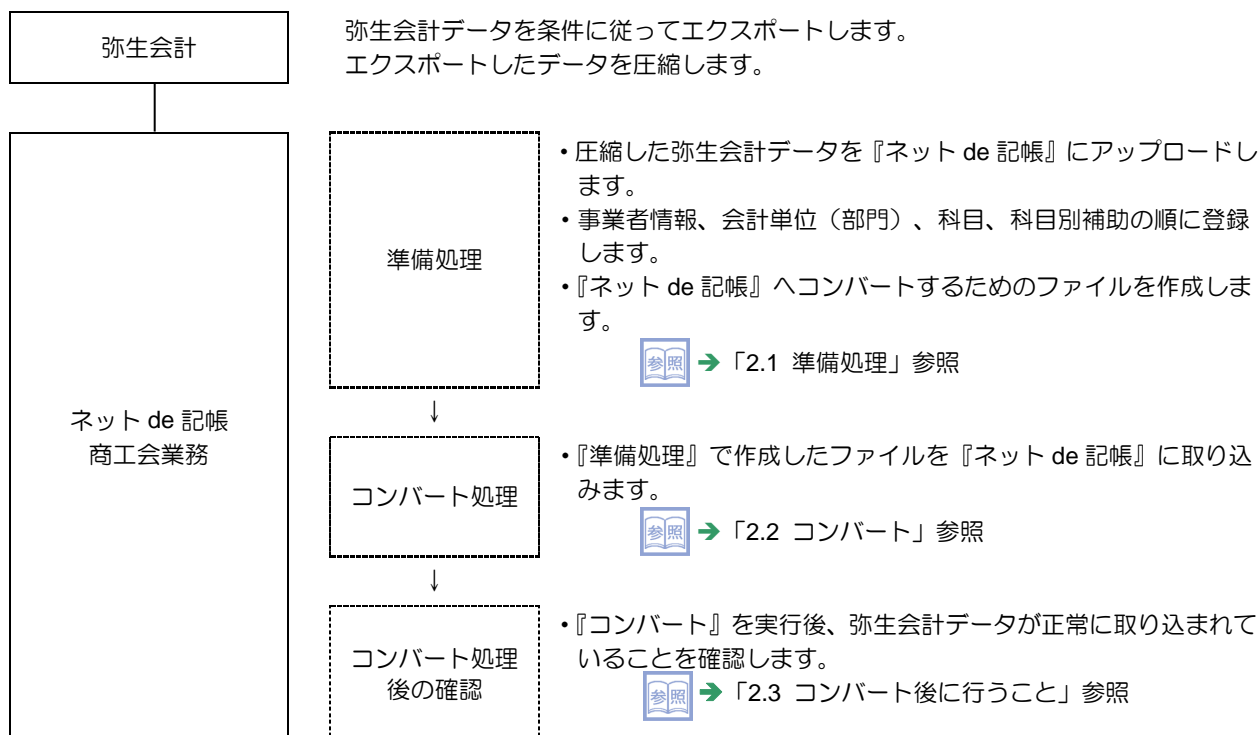 弥生会計
弥生会計データを条件に従ってエクスポートします。
エクスポートしたデータを圧縮します。
ネット de 記帳
商工会業務
準備処理
・圧縮した弥生会計データを『ネット de 記帳』にアップロードし
ます。
・事業者情報、会計単位（部門）、科目、科目別補助の順に登録
します。
・『ネット de 記帳』へコンバートするためのファイルを作成しま
す。
参照 → 「2.1 準備処理」参照
↓
コンバート処理
・『準備処理』で作成したファイルを『ネット de 記帳』に取り込
みます。
参照 → 「2.2 コンバート」参照
↓
コンバート処理
後の確認
・『コンバート』を実行後、弥生会計データが正常に取り込まれて
いることを確認します。
参照 → 「2.3 コンバート後に行うこと」参照